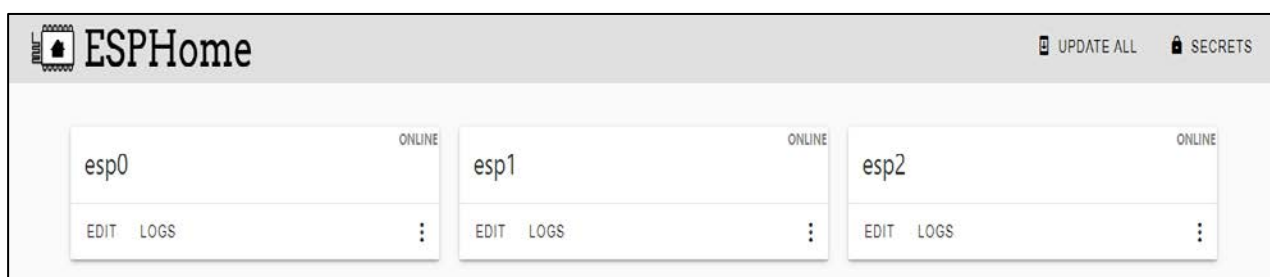 ESPHome
UPDATE ALL SECRETS
ONLINE ONLINE ONLINE
esp0 esp1 esp2
EDIT LOGS EDIT LOGS EDIT LOGS